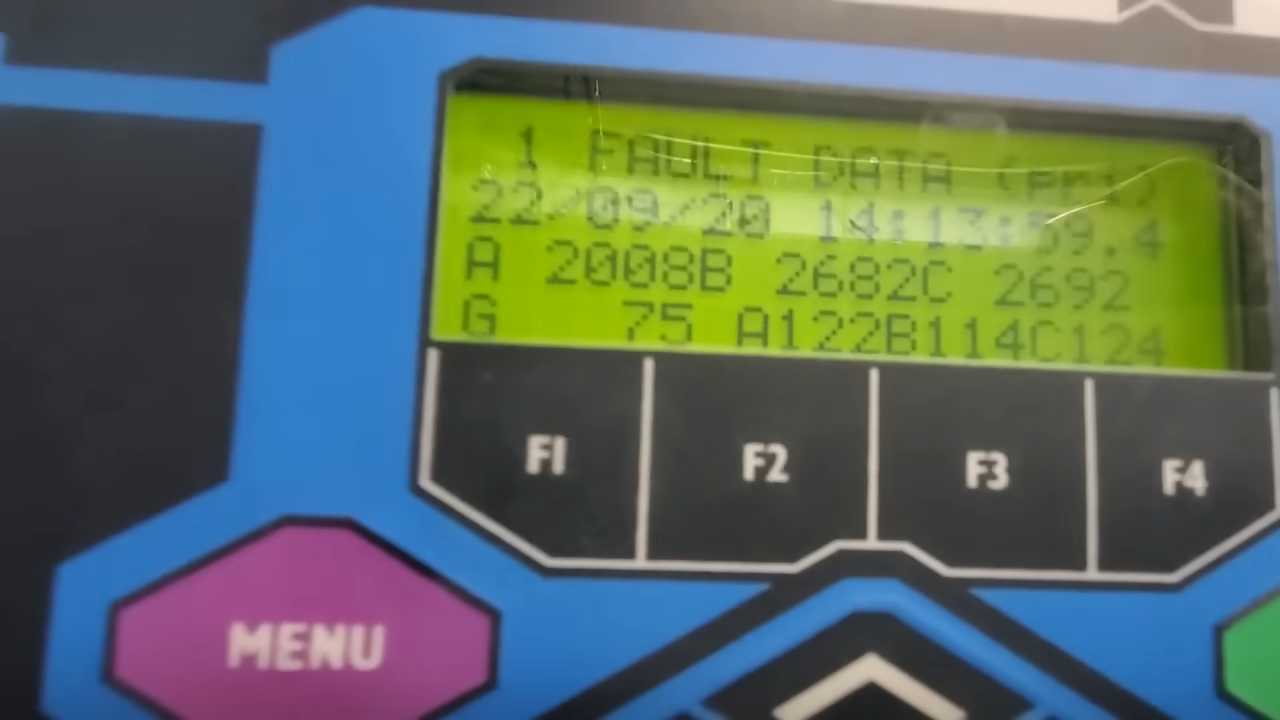 1 FAULT DATA (pri)
22/09/20 14:13:59.4
A 2008B 2682C 2692
G 75 A122B114C124
F1 F2 F3 F4
MENU